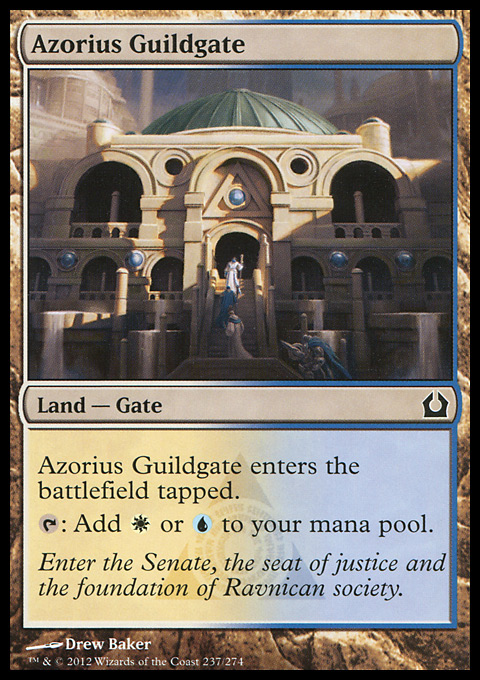 Azorius Guildgate
Land — Gate
Azorius Guildgate enters the
battlefield tapped.
: Add or to your mana pool.
Enter the Senate, the seat of justice and
the foundation of Ravnican society.
Drew Baker
™ & © 2012 Wizards of the Coast 237/274